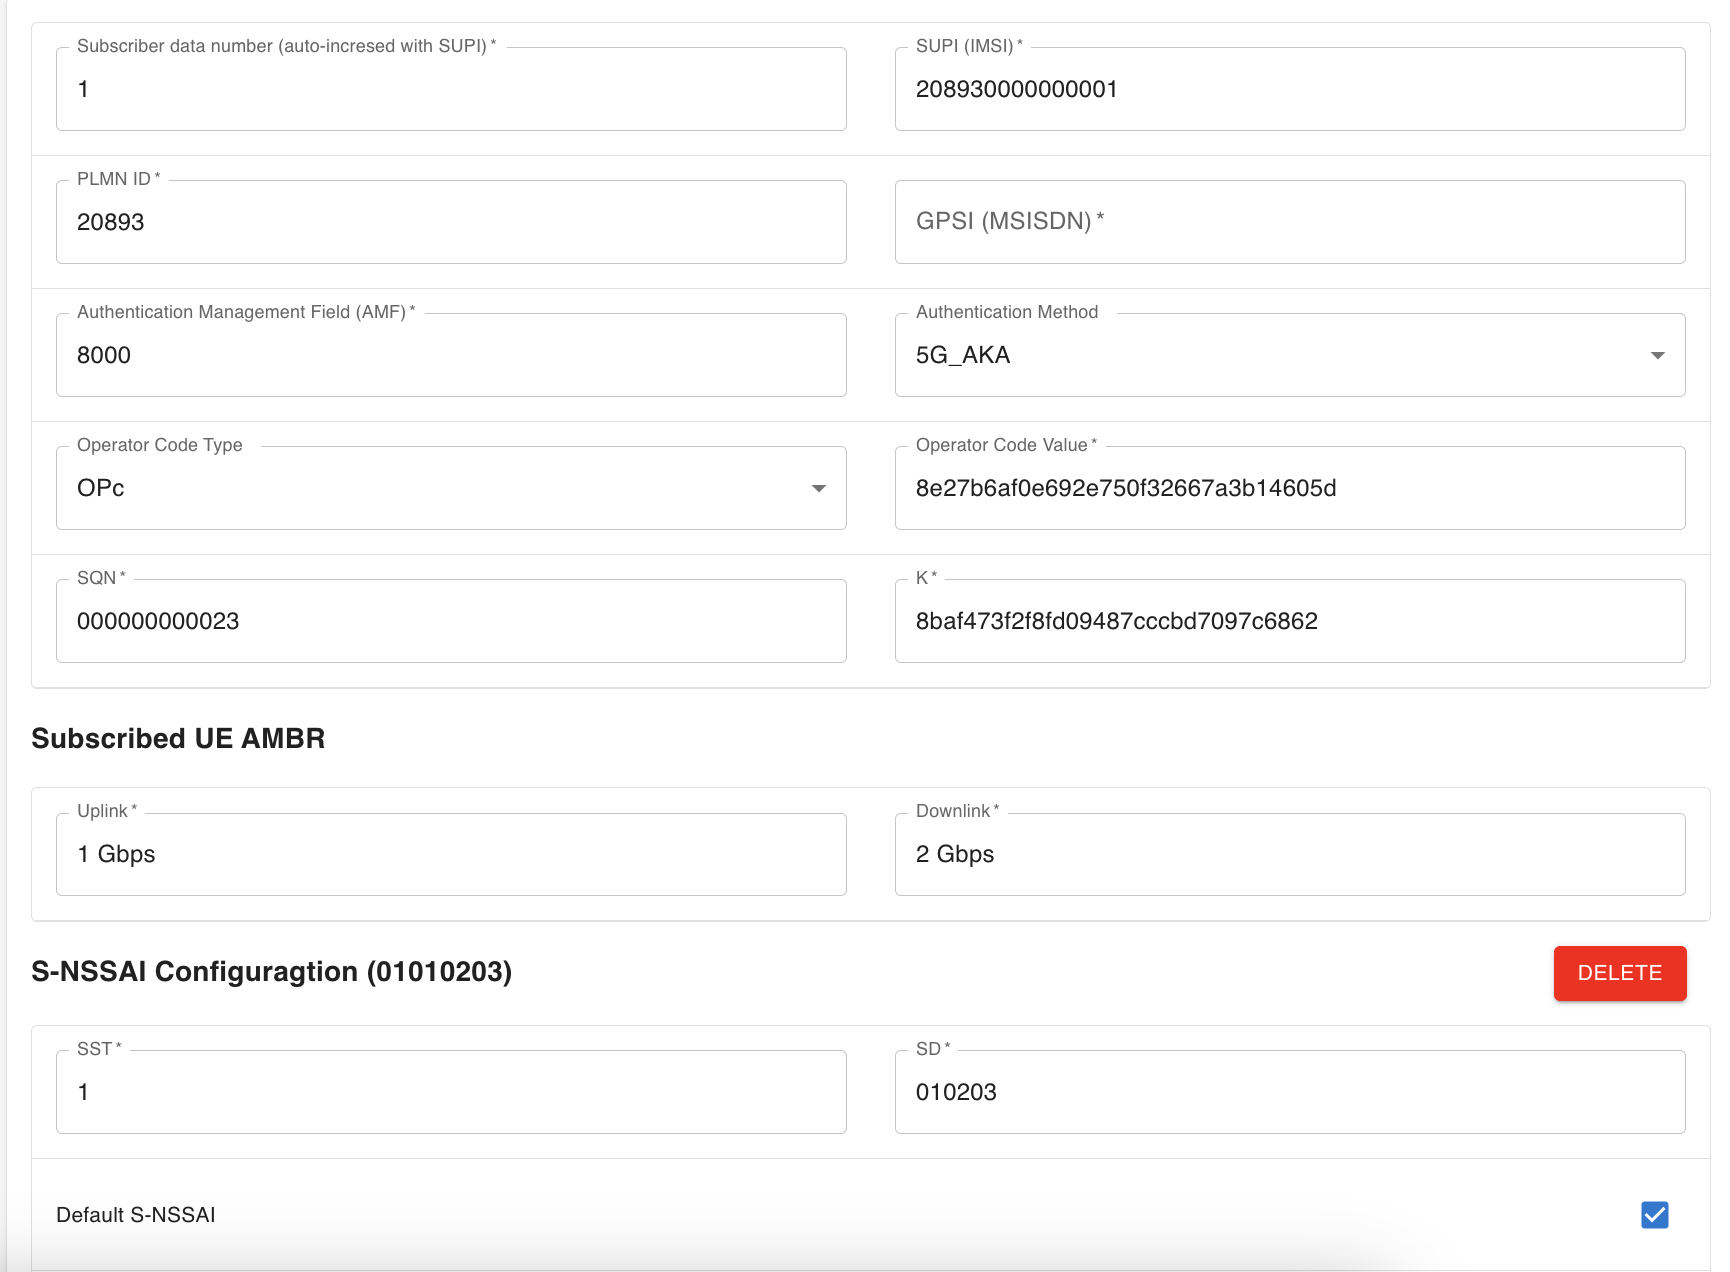 Subscriber data number (auto-incresed with SUPI) *
1
SUPI (IMSI) *
208930000000001
PLMN ID *
20893
GPSI (MSISDN) *
Authentication Management Field (AMF) *
8000
Authentication Method
5G_AKA
Operator Code Type
OPc
Operator Code Value *
8e27b6af0e692e750f32667a3b14605d
SQN *
000000000023
K *
8baf473f2f8fd09487cccbd7097c6862
Subscribed UE AMBR
Uplink *
1 Gbps
Downlink *
2 Gbps
S-NSSAI Configuragtion (01010203)
DELETE
SST *
1
SD *
010203
Default S-NSSAI